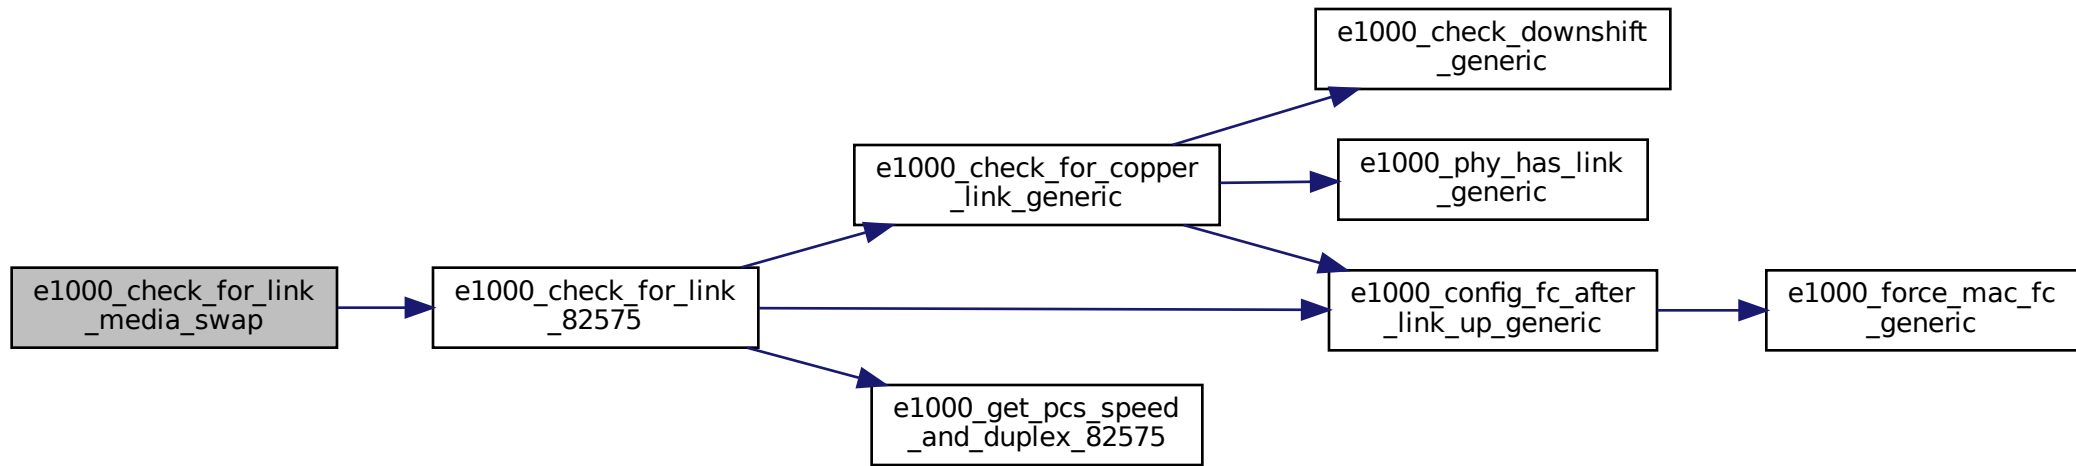 e1000_check_for_link
_media_swap
e1000_check_for_link
_82575
e1000_check_for_copper
_link_generic
e1000_check_downshift
_generic
e1000_phy_has_link
_generic
e1000_config_fc_after
_link_up_generic
e1000_force_mac_fc
_generic
e1000_get_pcs_speed
_and_duplex_82575